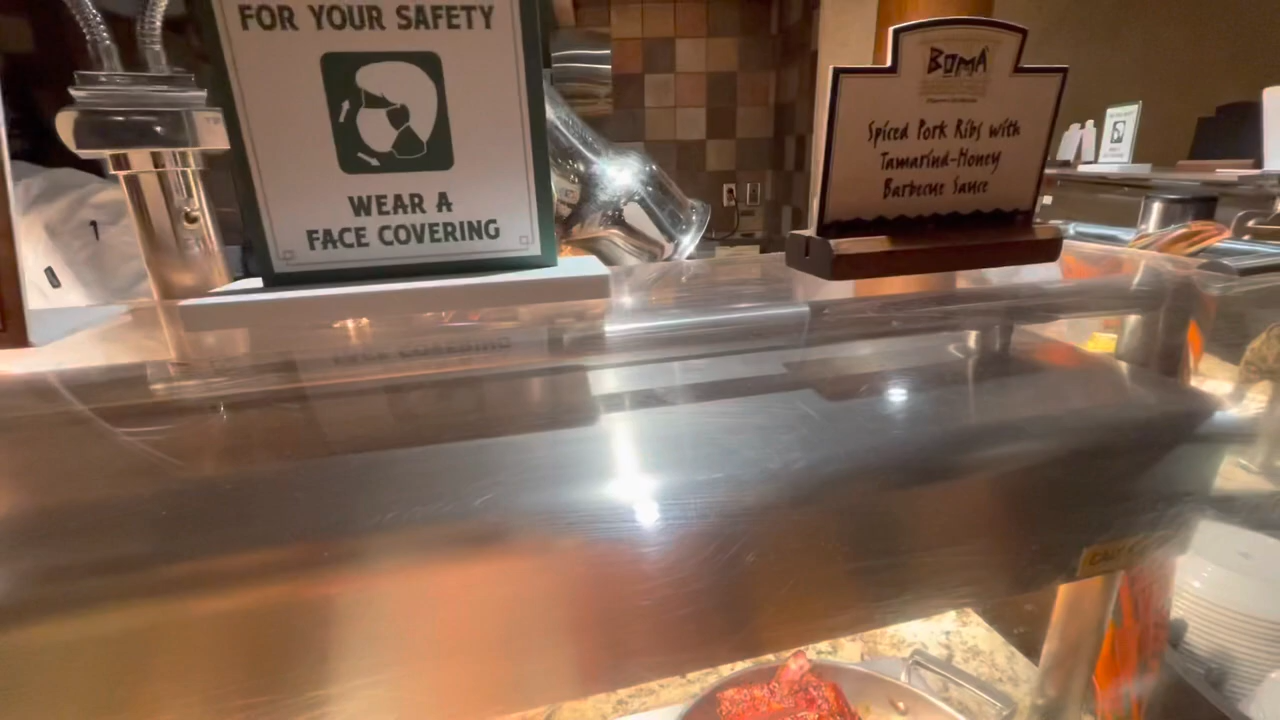 FOR YOUR SAFETY
WEAR A
FACE COVERING
BOMA
Spiced Pork Ribs with
Tamarind-Honey
Barbecue Sauce